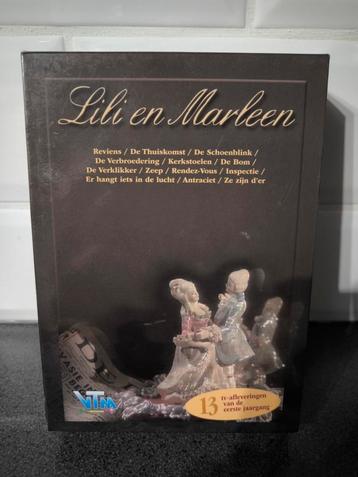 Lili en Marleen
Reviens / De Thuiskomst / De Schoenblink /
De Verbroedering / Kerkstoelen / De Bom /
De Verklikker / Zeep / Rendez-Vous / Inspectie /
Er hangt iets in de lucht / Antraciet / Ze zijn d'er
13 tv-afleveringen
van de
eerste jaargang
VTM